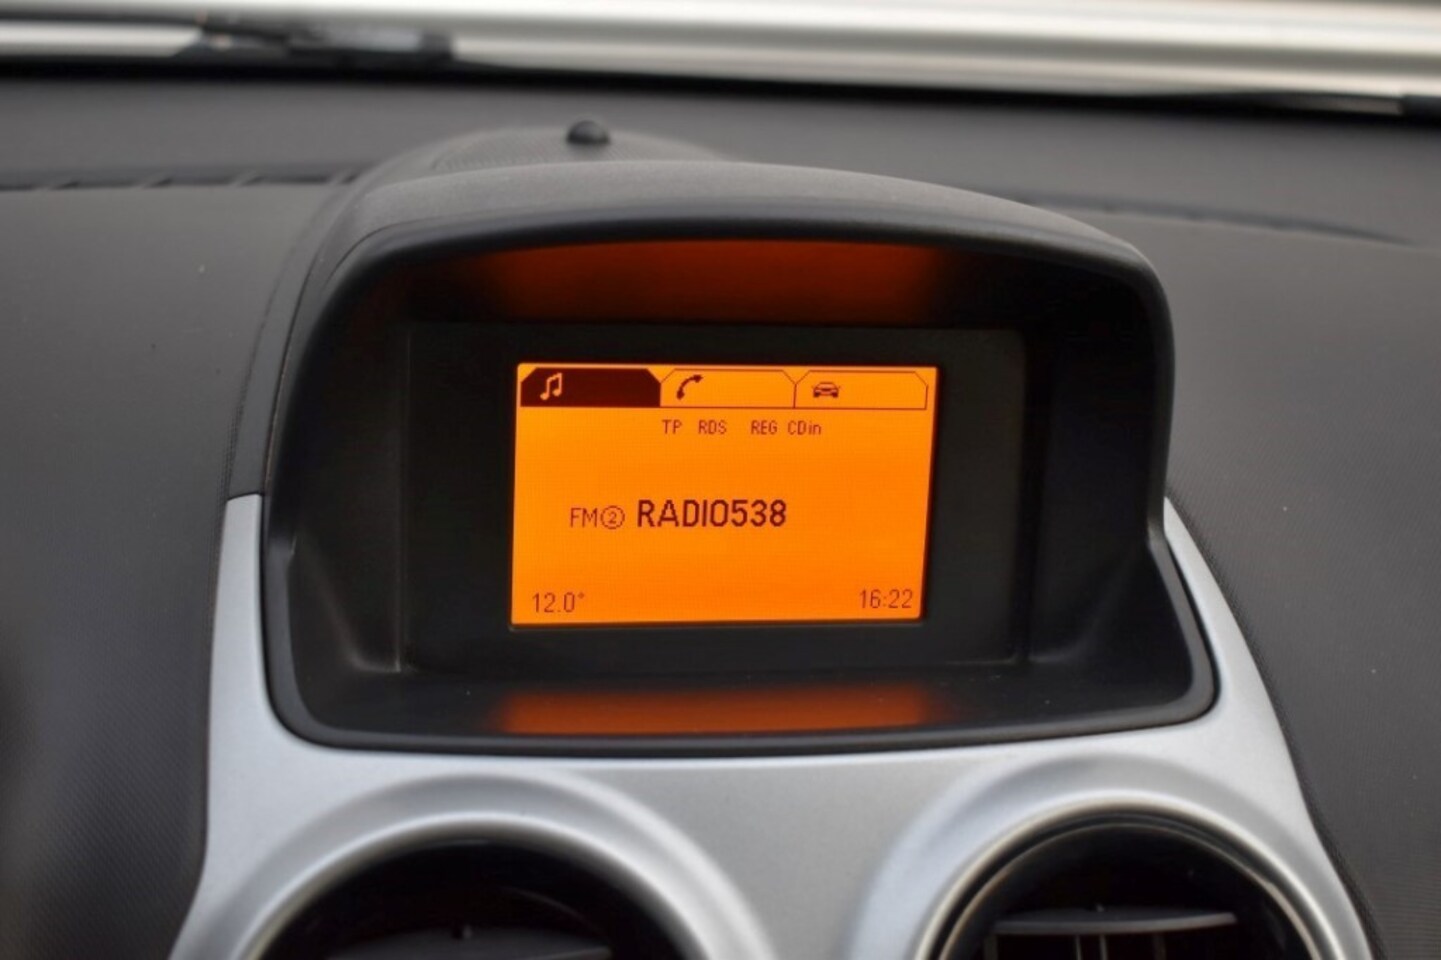 TP RDS REG CDin
FM② RADIO538
12.0° 16:22